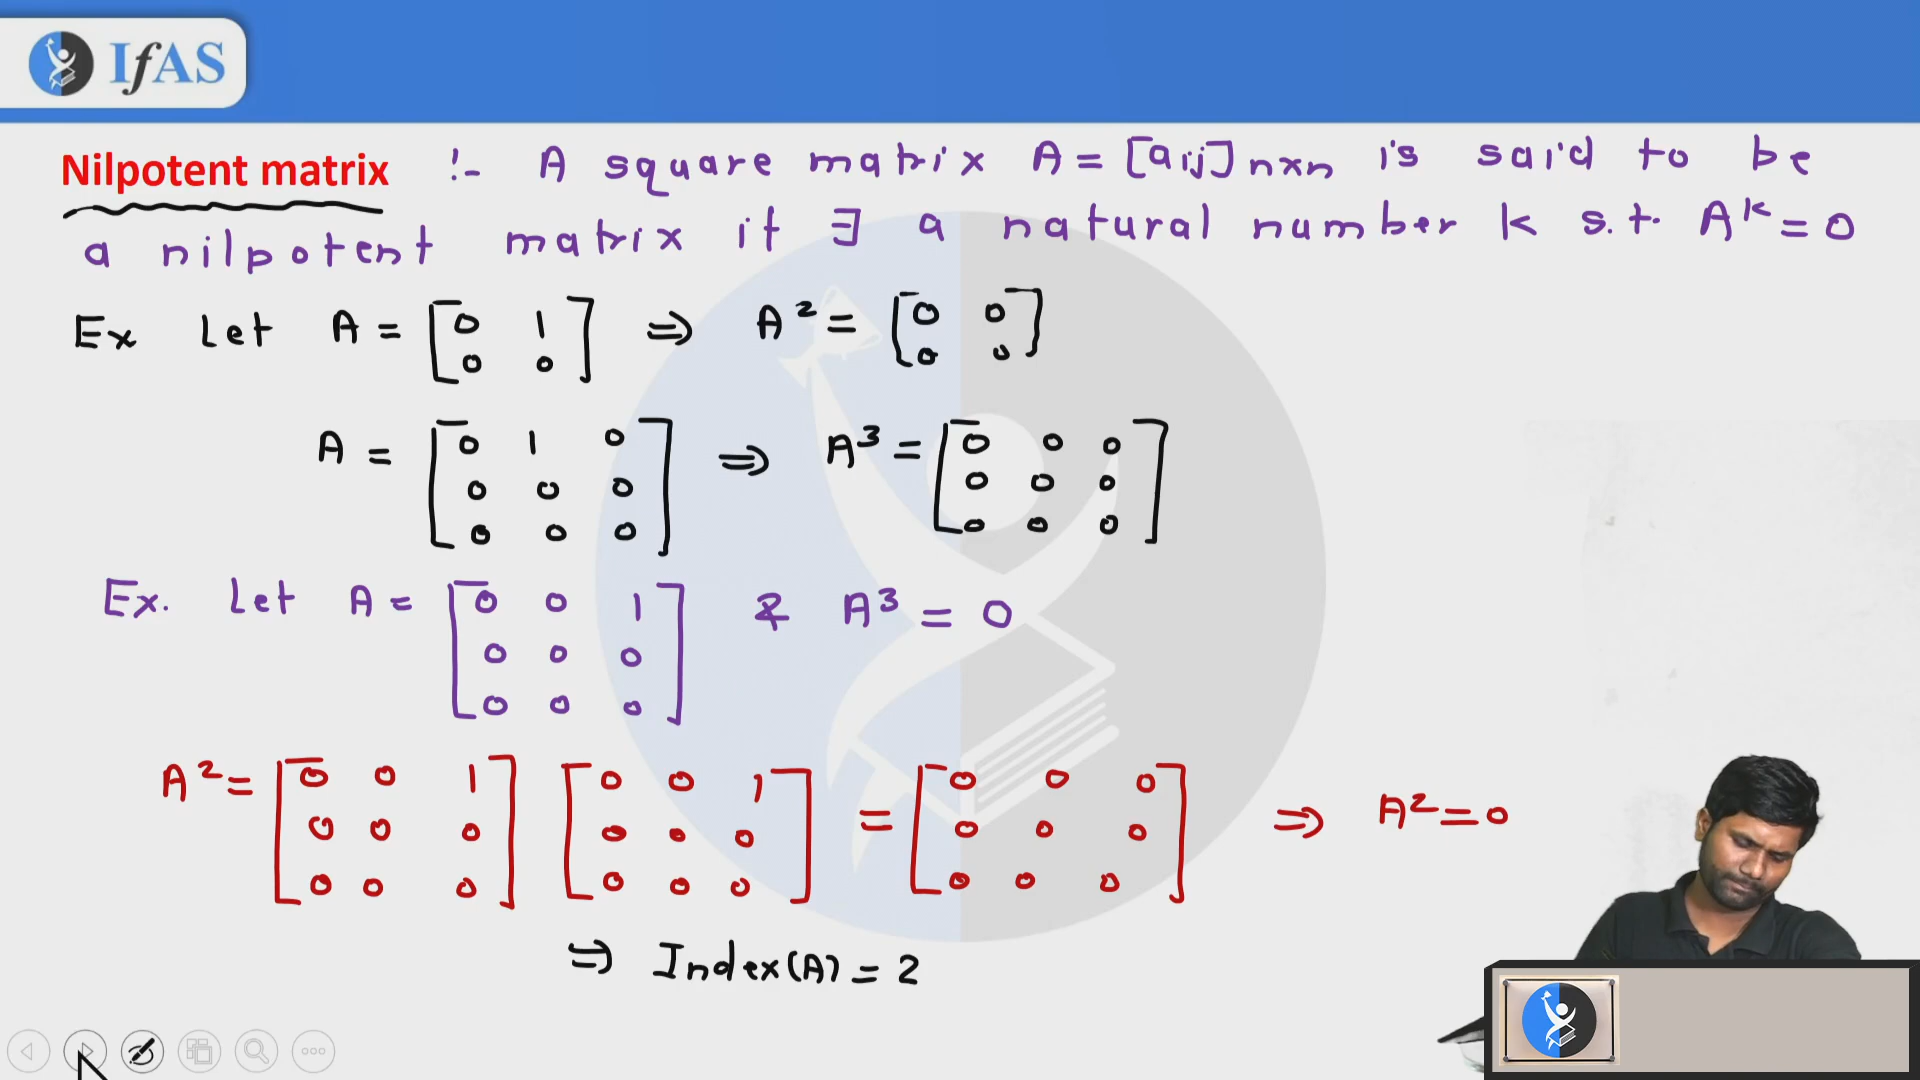 IfAS
Nilpotent matrix :- A square matrix A = [aij]n×n is said to be
a nilpotent matrix if ∃ a natural number k s.t. A^k = 0
Ex Let A = [0 1
0 0] ⇒ A² = [0 0
0 0]
A = [0 1 0
0 0 0
0 0 0] ⇒ A³ = [0 0 0
0 0 0
0 0 0]
Ex. Let A = [0 0 1
0 0 0
0 0 0] & A³ = 0
A² = [0 0 1
0 0 0
0 0 0] [0 0 1
0 0 0
0 0 0] = [0 0 0
0 0 0
0 0 0] ⇒ A² = 0
⇒ Index(A) = 2